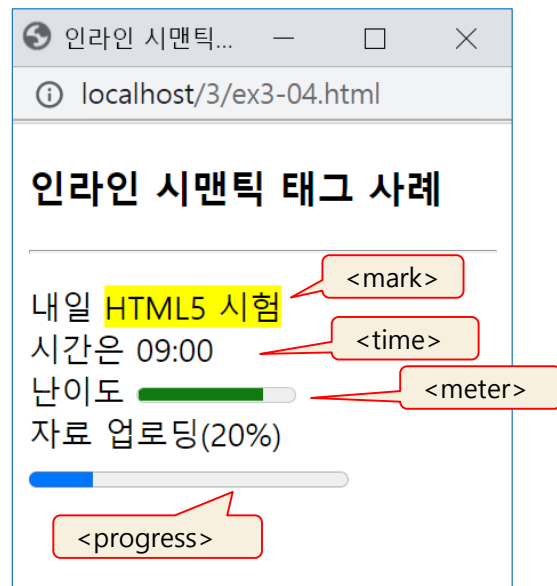 인라인 시맨틱...
localhost/3/ex3-04.html
인라인 시맨틱 태그 사례
<mark>
내일 HTML5 시험
시간은 09:00
<time>
난이도
<meter>
자료 업로딩(20%)
<progress>